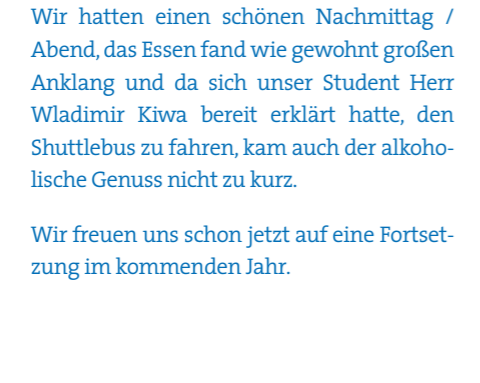 Wir hatten einen schönen Nachmittag /
Abend, das Essen fand wie gewohnt großen
Anklang und da sich unser Student Herr
Wladimir Kiwa bereit erklärt hatte, den
Shuttlebus zu fahren, kam auch der alkoho-
lische Genuss nicht zu kurz.
Wir freuen uns schon jetzt auf eine Fortset-
zung im kommenden Jahr.